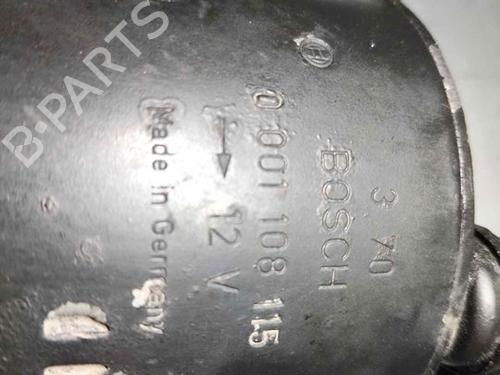 B-PARTS
3 70
BOSCH
0 001 108 115
12 V
Made in Germany